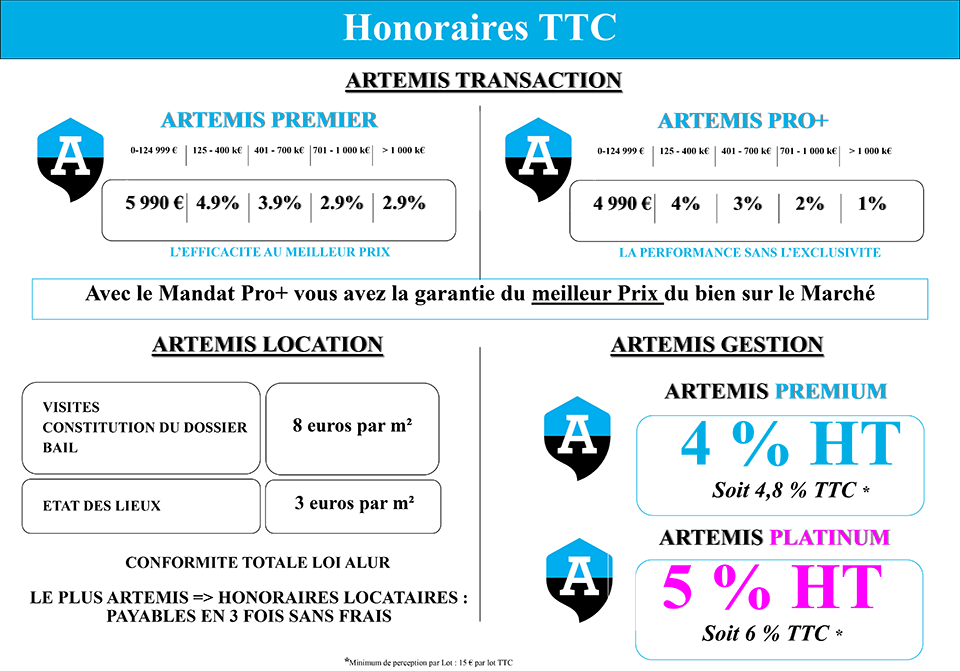 Honoraires TTC
ARTEMIS TRANSACTION
ARTEMIS PREMIER
0-124 999 € 125 - 400 k€ 401 - 700 k€ 701 - 1 000 k€ > 1 000 k€
A
5 990 € 4.9% 3.9% 2.9% 2.9%
L'EFFICACITE AU MEILLEUR PRIX
ARTEMIS PRO+
0-124 999 € 125 - 400 k€ 401 - 700 k€ 701 - 1 000 k€ > 1 000 k€
A
4 990 € 4% 3% 2% 1%
LA PERFORMANCE SANS L'EXCLUSIVITE
Avec le Mandat Pro+ vous avez la garantie du meilleur Prix du bien sur le Marché
ARTEMIS LOCATION
VISITES
CONSTITUTION DU DOSSIER
BAIL
8 euros par m²
ETAT DES LIEUX
3 euros par m²
CONFORMITE TOTALE LOI ALUR
LE PLUS ARTEMIS => HONORAIRES LOCATAIRES :
PAYABLES EN 3 FOIS SANS FRAIS
ARTEMIS GESTION
ARTEMIS PREMIUM
A
4 % HT
Soit 4,8 % TTC *
ARTEMIS PLATINUM
A
5 % HT
Soit 6 % TTC *
*Minimum de perception par Lot : 15 € par lot TTC